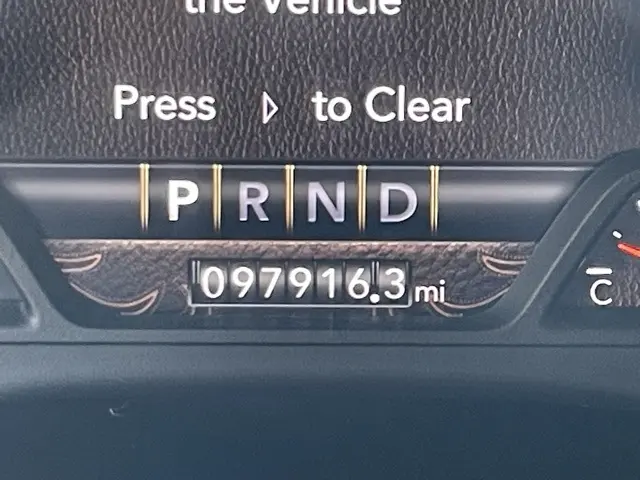 the Vehicle
Press ▷ to Clear
P R N D
097916.3 mi
C